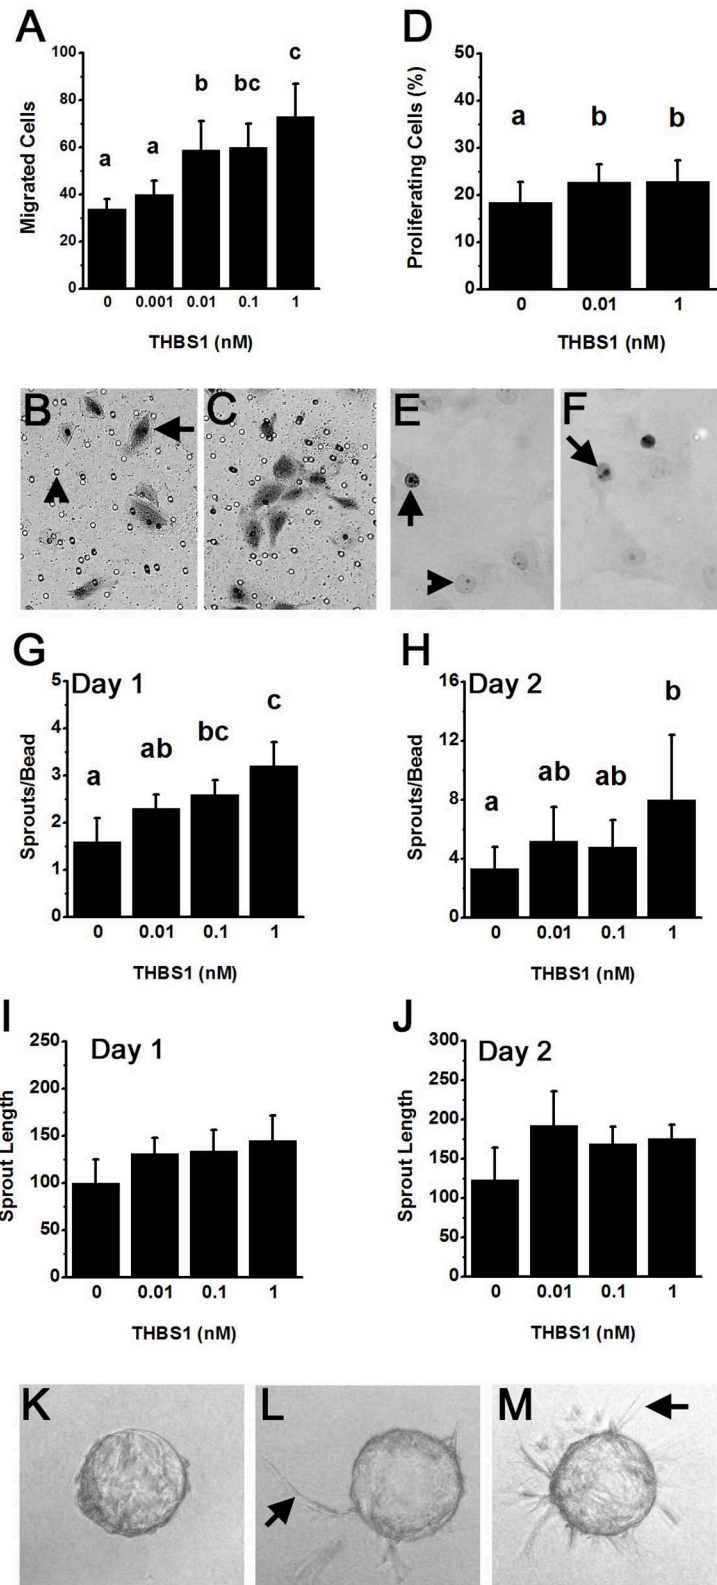 A
Migrated Cells
100
80
60
40
20
0
a
a
b
bc
c
0 0.001 0.01 0.1 1
THBS1 (nM)
D
Proliferating Cells (%)
50
40
30
20
10
0
a
b
b
0 0.01 1
THBS1 (nM)
B
C
E
F
G
Day 1
Sprouts/Bead
5
4
3
2
1
0
a
ab
bc
c
0 0.01 0.1 1
THBS1 (nM)
H
Day 2
Sprouts/Bead
16
12
8
4
0
a
ab
ab
b
0 0.01 0.1 1
THBS1 (nM)
I
Day 1
Sprout Length
250
200
150
100
50
0
0 0.01 0.1 1
THBS1 (nM)
J
Day 2
Sprout Length
300
250
200
150
100
50
0
0 0.01 0.1 1
THBS1 (nM)
K
L
M